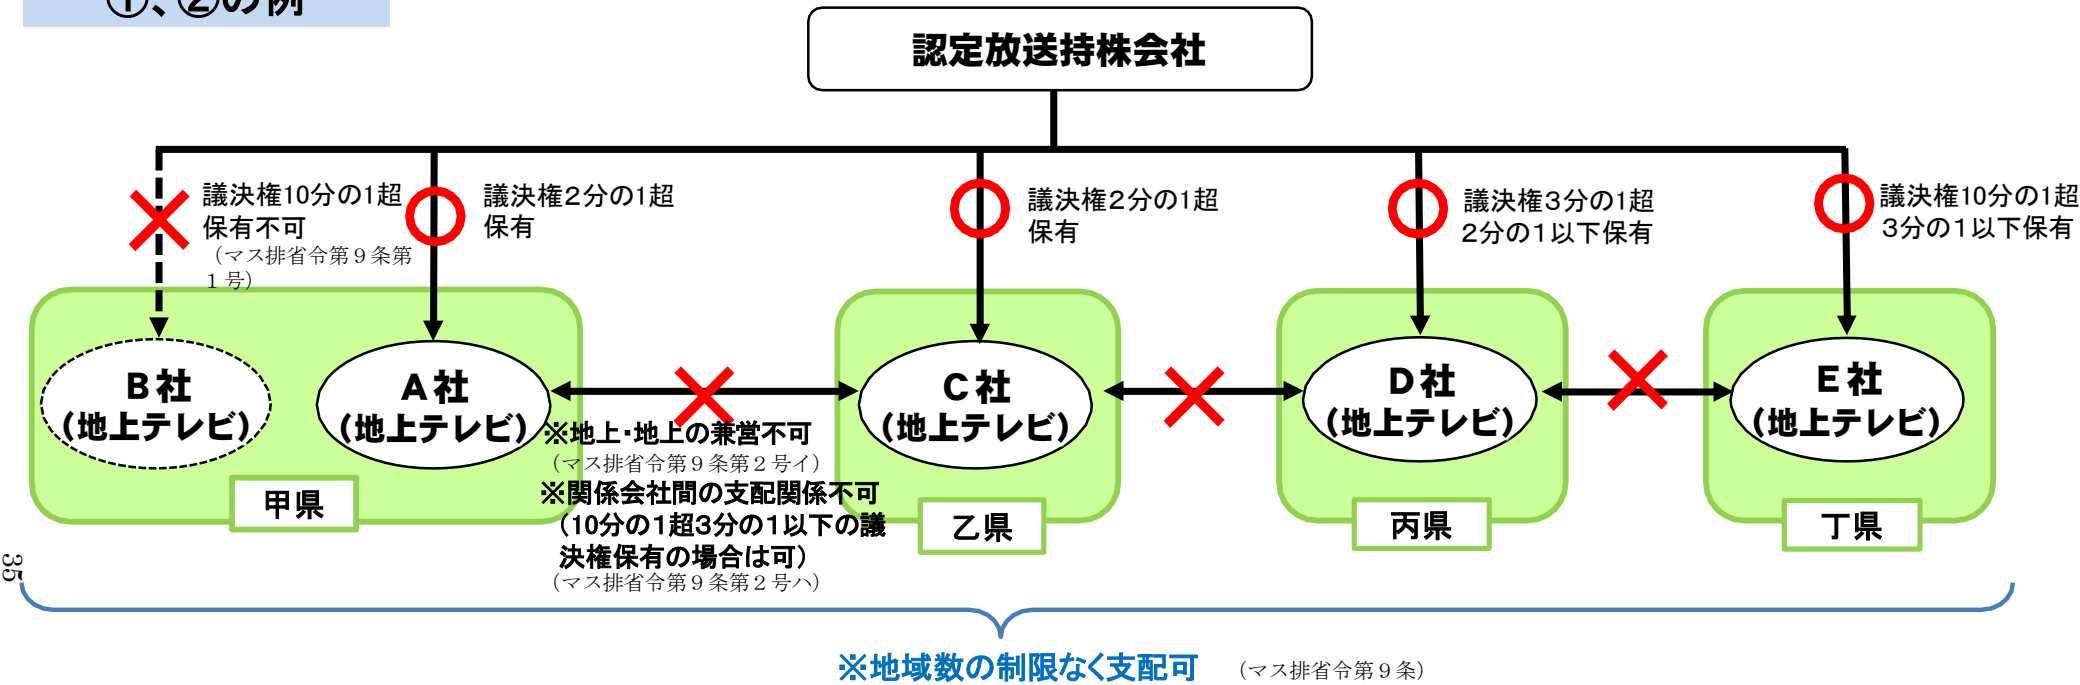 ①、②の例
認定放送持株会社
議決権10分の1超
保有不可
（マス排省令第９条第
１号）
議決権２分の１超
保有
議決権２分の１超
保有
議決権３分の１超
２分の１以下保有
議決権10分の１超
３分の１以下保有
Ｂ社
(地上テレビ)
Ａ社
(地上テレビ)
Ｃ社
(地上テレビ)
Ｄ社
(地上テレビ)
Ｅ社
(地上テレビ)
※地上・地上の兼営不可
（マス排省令第９条第２号イ）
※関係会社間の支配関係不可
（10分の１超３分の１以下の議
決権保有の場合は可）
（マス排省令第９条第２号ハ）
甲県
乙県
丙県
丁県
35
※地域数の制限なく支配可 （マス排省令第９条）